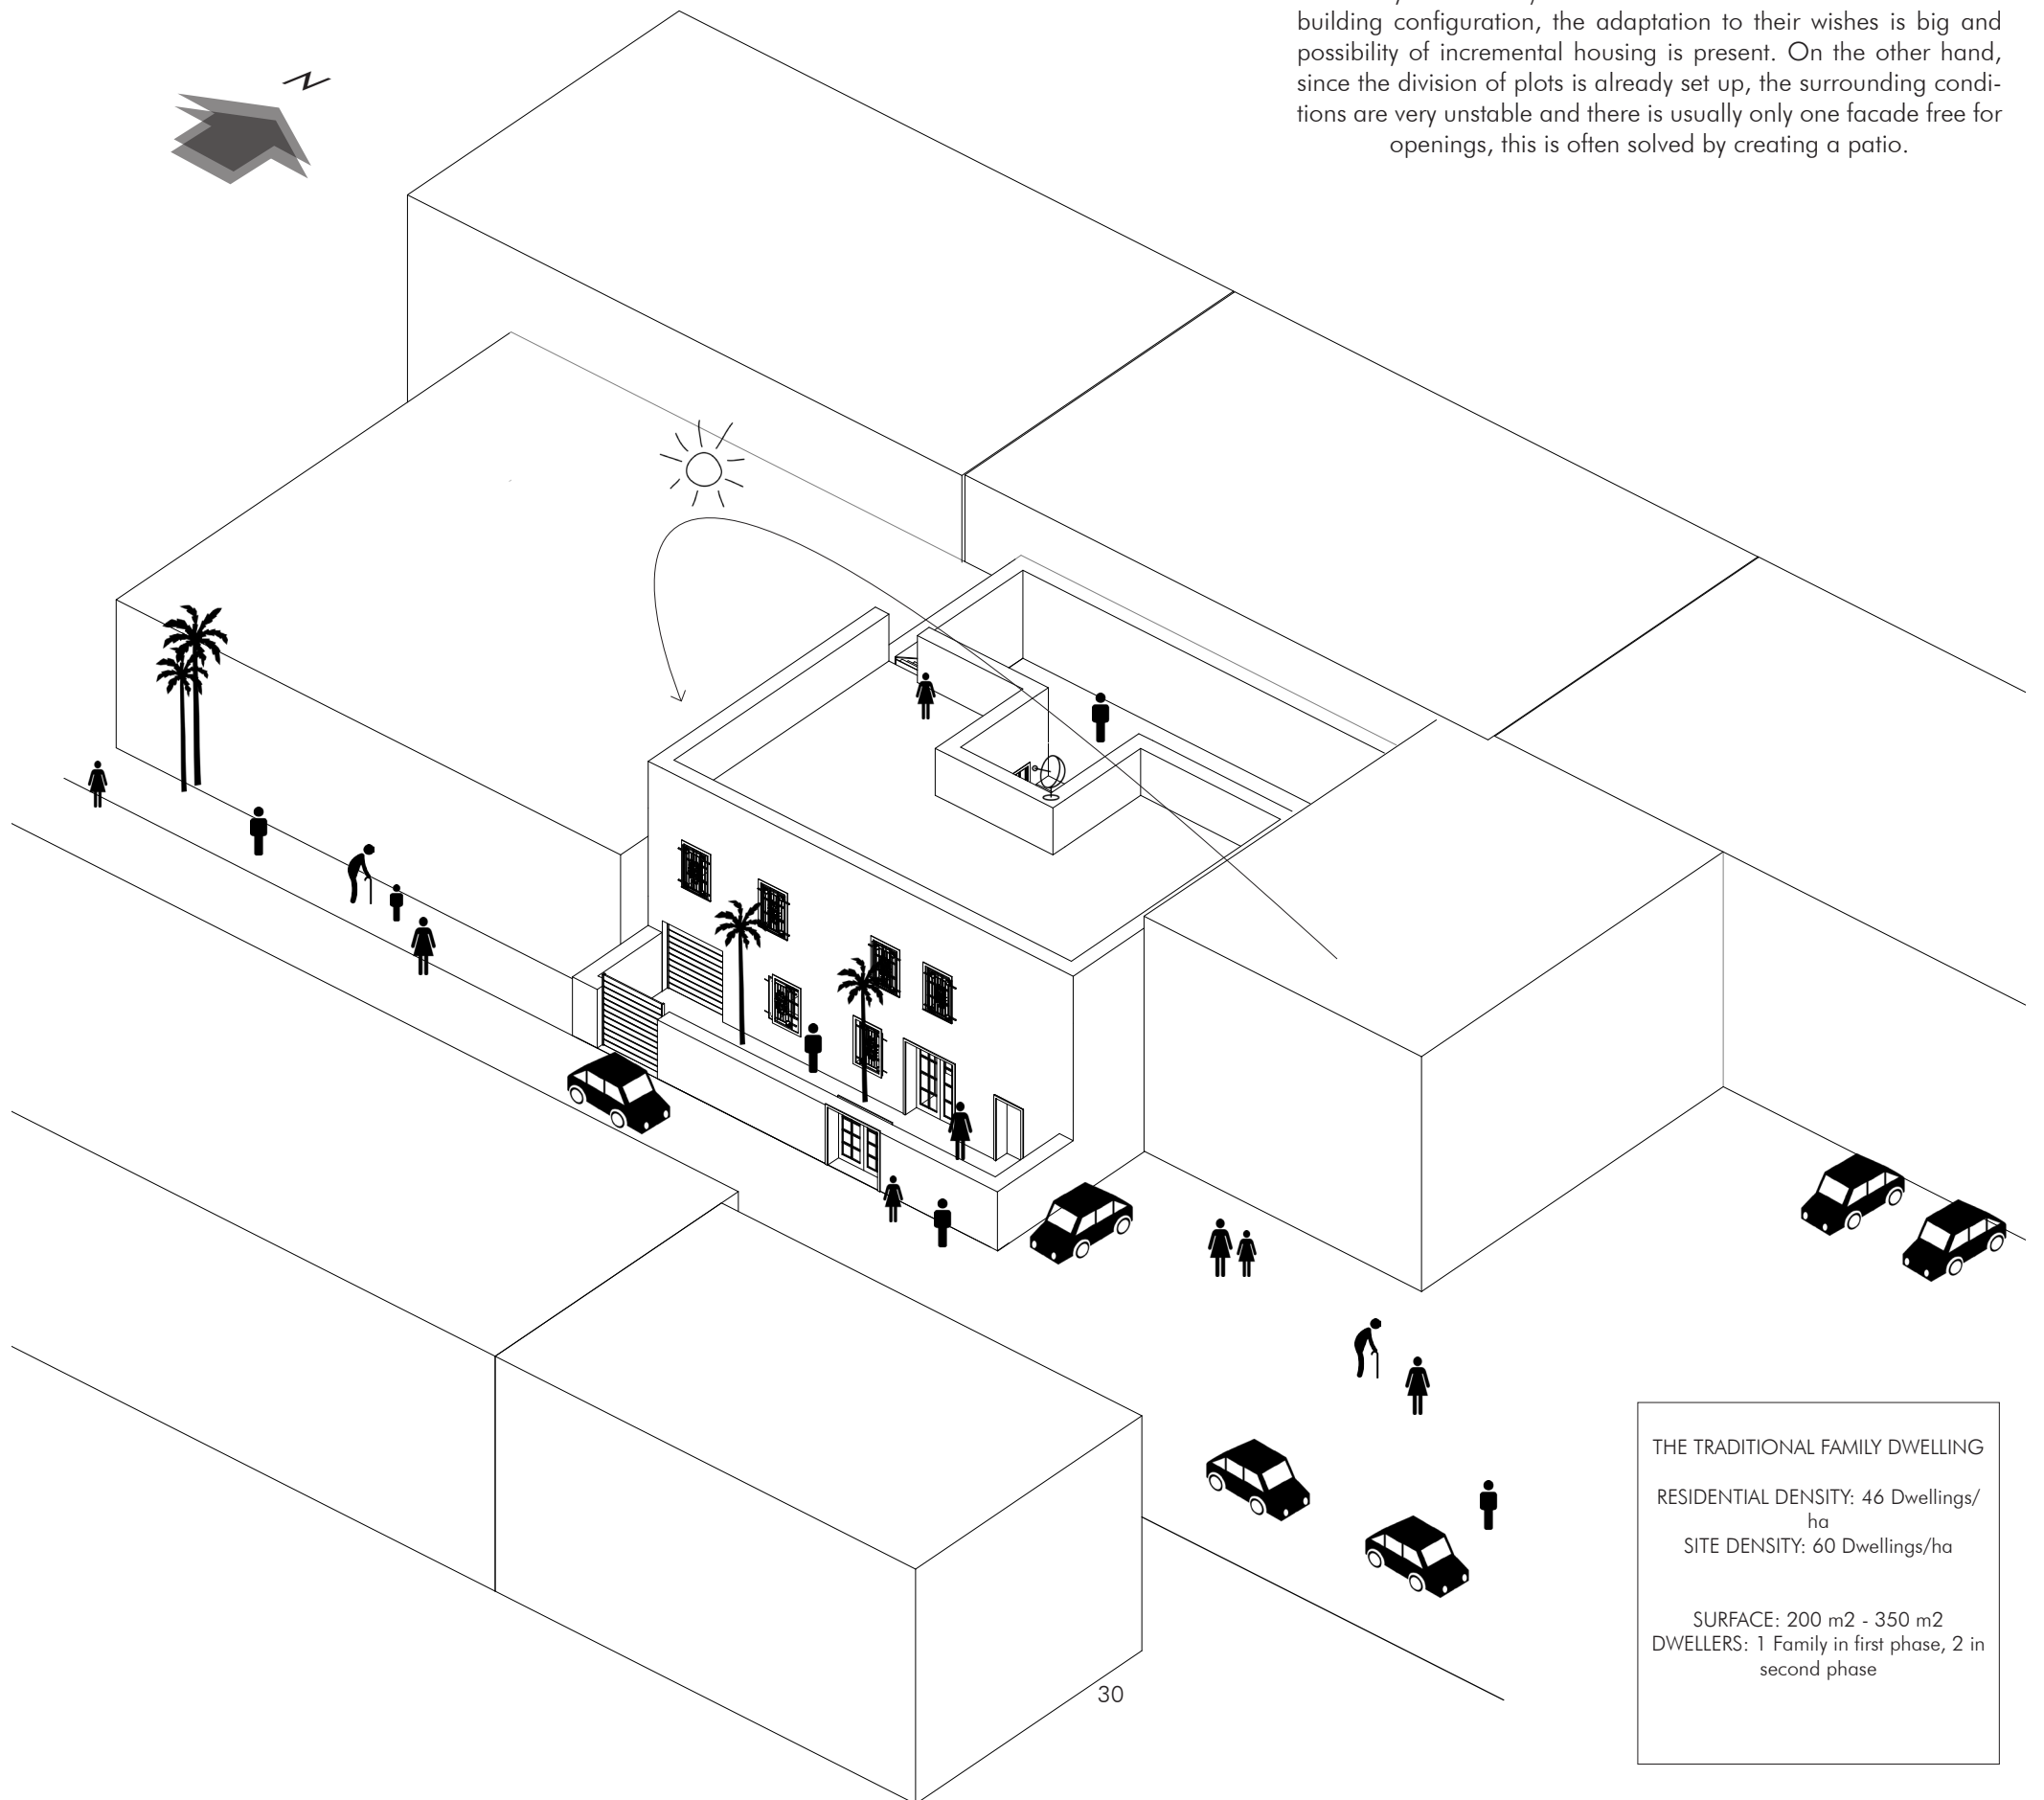 building configuration, the adaptation to their wishes is big and
possibility of incremental housing is present. On the other hand,
since the division of plots is already set up, the surrounding condi-
tions are very unstable and there is usually only one facade free for
openings, this is often solved by creating a patio.
N
THE TRADITIONAL FAMILY DWELLING
RESIDENTIAL DENSITY: 46 Dwellings/
ha
SITE DENSITY: 60 Dwellings/ha
SURFACE: 200 m2 - 350 m2
DWELLERS: 1 Family in first phase, 2 in
second phase
30